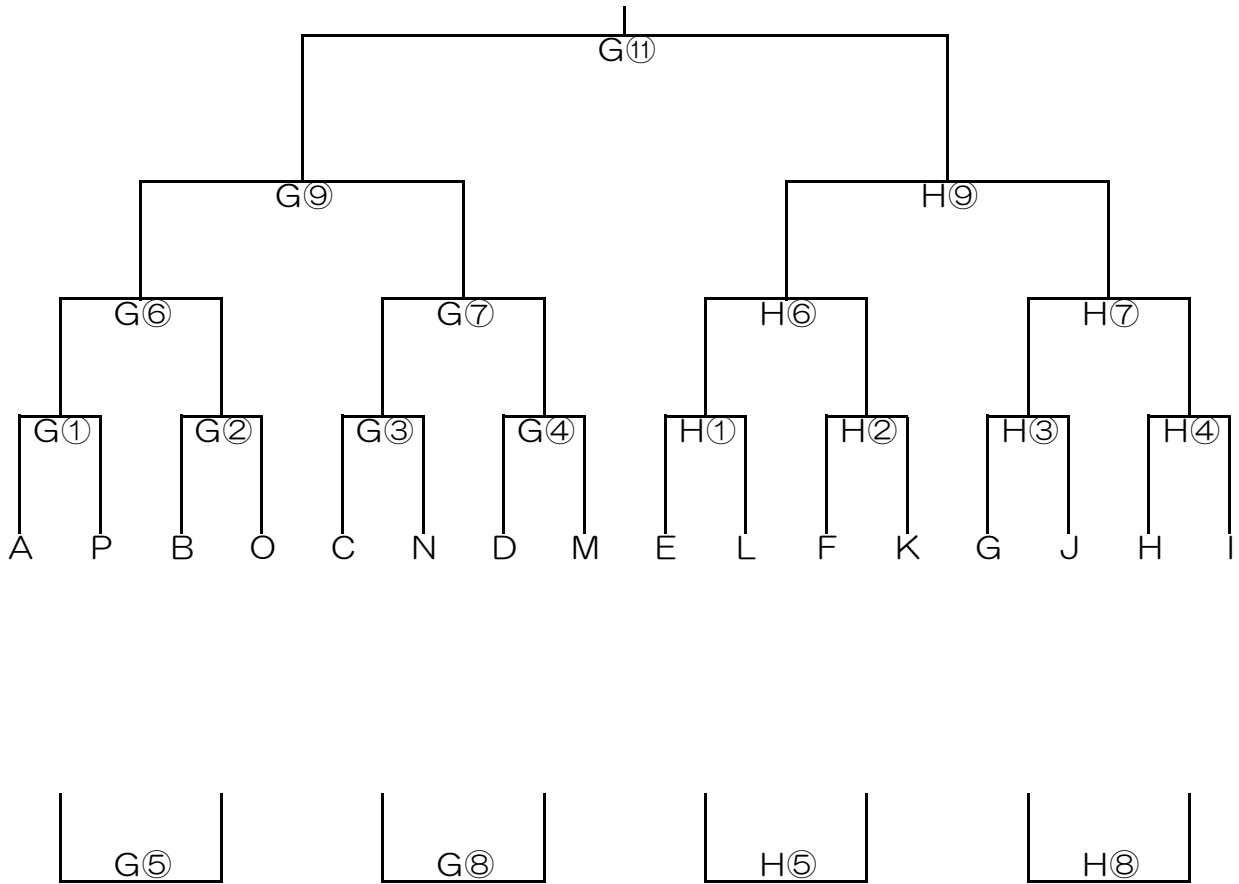 G⑪
G⑨ H⑨
G⑥ G⑦ H⑥ H⑦
G① G② G③ G④ H① H② H③ H④
A P B O C N D M E L F K G J H I
G⑤ G⑧ H⑤ H⑧